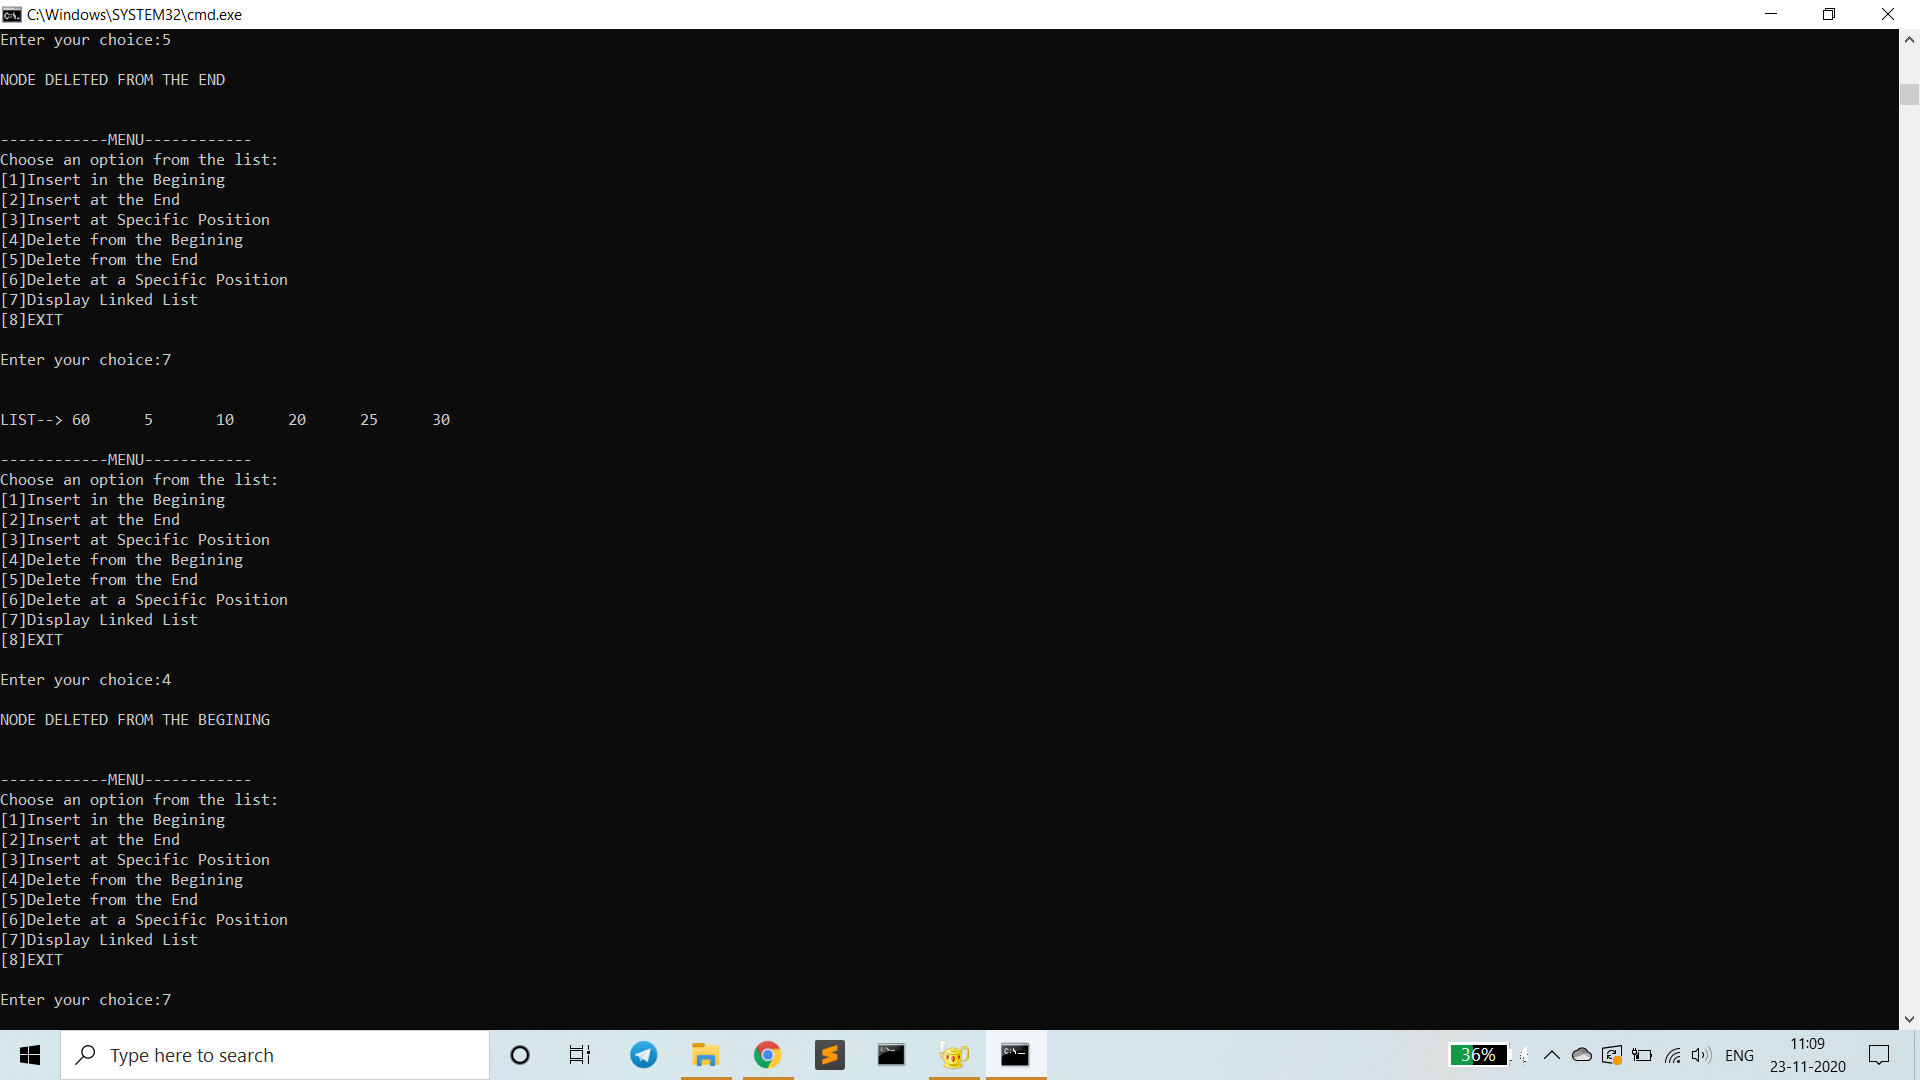 C:\Windows\SYSTEM32\cmd.exe
Enter your choice:5
NODE DELETED FROM THE END
------------MENU------------
Choose an option from the list:
[1]Insert in the Begining
[2]Insert at the End
[3]Insert at Specific Position
[4]Delete from the Begining
[5]Delete from the End
[6]Delete at a Specific Position
[7]Display Linked List
[8]EXIT
Enter your choice:7
LIST--> 60 5 10 20 25 30
------------MENU------------
Choose an option from the list:
[1]Insert in the Begining
[2]Insert at the End
[3]Insert at Specific Position
[4]Delete from the Begining
[5]Delete from the End
[6]Delete at a Specific Position
[7]Display Linked List
[8]EXIT
Enter your choice:4
NODE DELETED FROM THE BEGINING
------------MENU------------
Choose an option from the list:
[1]Insert in the Begining
[2]Insert at the End
[3]Insert at Specific Position
[4]Delete from the Begining
[5]Delete from the End
[6]Delete at a Specific Position
[7]Display Linked List
[8]EXIT
Enter your choice:7
Type here to search
36%
ENG
11:09
23-11-2020